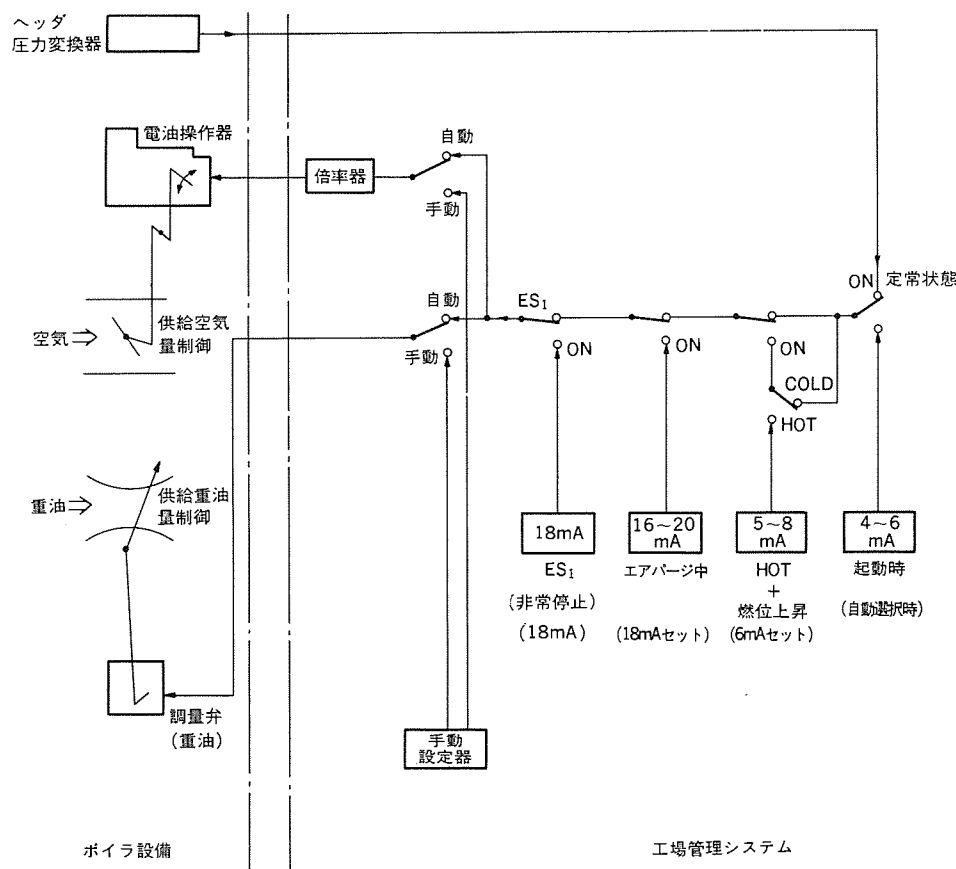 ヘッダ
圧力変換器
電油操作器
自動
倍率器
手動
ON
定常状態
自動
ES₁
空気⇒
供給空気
量制御
手動
ON
ON
ON
COLD
HOT
重油⇒
供給重油
量制御
18mA
16~20
mA
5~8
mA
4~6
mA
ES₁
(非常停止)
(18mA)
エアパージ中
(18mAセット)
HOT
+
燃位上昇
(6mAセット)
起動時
(自動選択時)
調量弁
(重油)
手動
設定器
ボイラ設備
工場管理システム